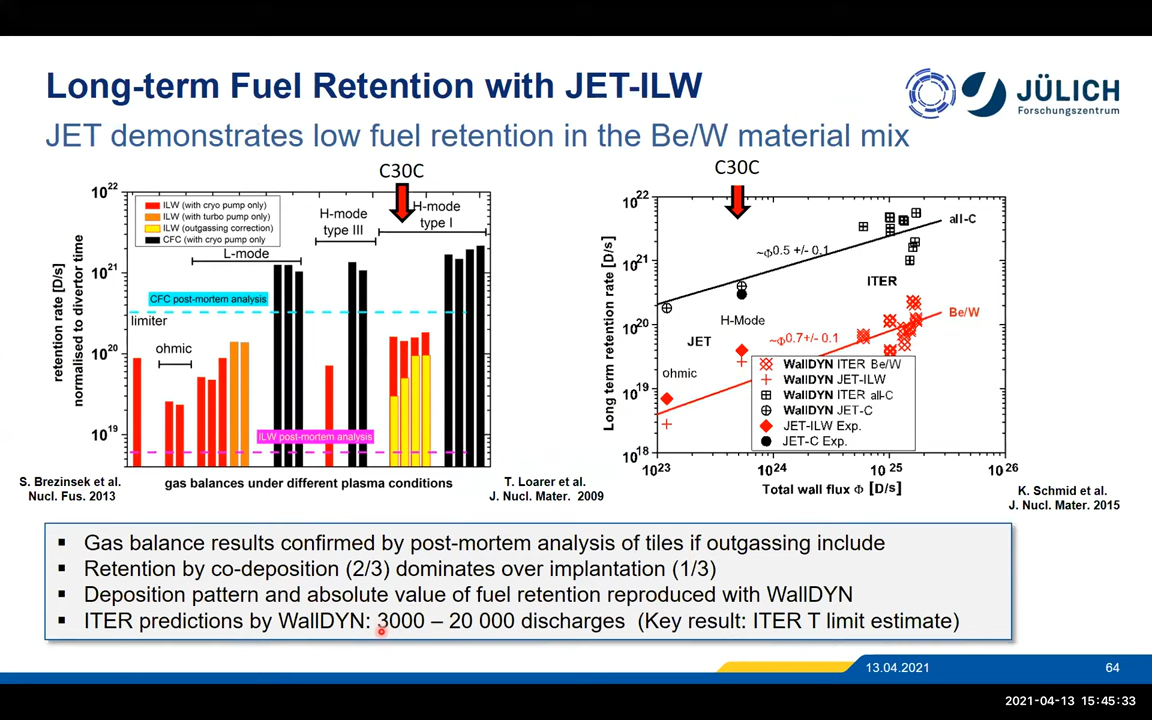 Long-term Fuel Retention with JET-ILW
JÜLICH
Forschungszentrum
JET demonstrates low fuel retention in the Be/W material mix
C30C
10^22
10^21
10^20
10^19
retention rate [D/s]
normalised to divertor time
ILW (with cryo pump only)
ILW (with turbo pump only)
ILW (outgassing correction)
CFC (with cryo pump only
L-mode
H-mode
type III
H-mode
type I
CFC post-mortem analysis
limiter
ohmic
ILW post-mortem analysis
gas balances under different plasma conditions
S. Brezinsek et al.
Nucl. Fus. 2013
T. Loarer et al.
J. Nucl. Mater. 2009
C30C
10^22
10^21
10^20
10^19
10^18
Long term retention rate [D/s]
all-C
~Φ^0.5 +/- 0.1
ITER
Be/W
H-Mode
JET
~Φ^0.7+/- 0.1
ohmic
WallDYN ITER Be/W
WallDYN JET-ILW
WallDYN ITER all-C
WallDYN JET-C
JET-ILW Exp.
JET-C Exp.
10^23
10^24
10^25
10^26
Total wall flux Φ [D/s]
K. Schmid et al.
J. Nucl. Mater. 2015
▪ Gas balance results confirmed by post-mortem analysis of tiles if outgassing include
▪ Retention by co-deposition (2/3) dominates over implantation (1/3)
▪ Deposition pattern and absolute value of fuel retention reproduced with WallDYN
▪ ITER predictions by WallDYN: 3000 – 20 000 discharges (Key result: ITER T limit estimate)
13.04.2021
64
2021-04-13 15:45:33